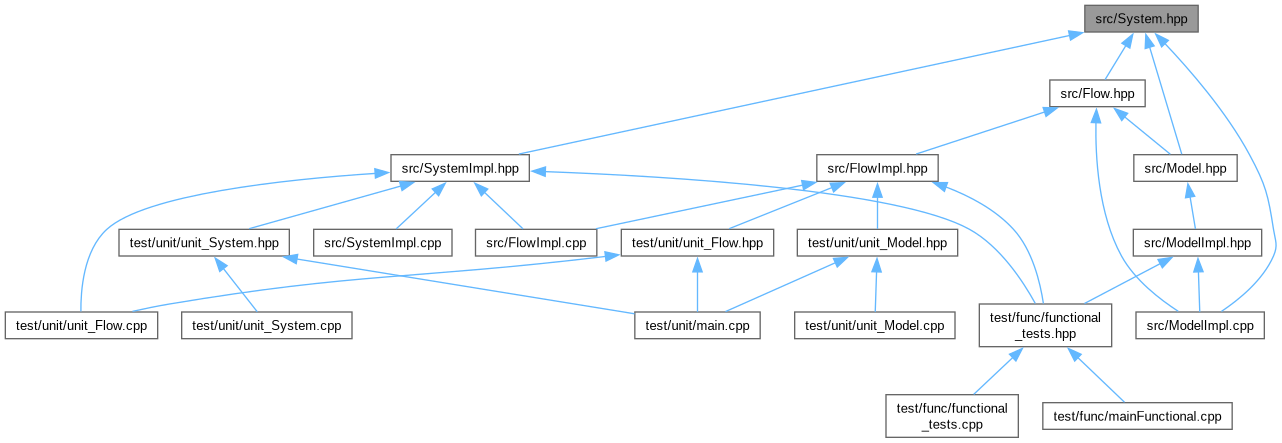 src/System.hpp
src/Flow.hpp
src/SystemImpl.hpp
src/FlowImpl.hpp
src/Model.hpp
test/unit/unit_System.hpp
src/SystemImpl.cpp
src/FlowImpl.cpp
test/unit/unit_Flow.hpp
test/unit/unit_Model.hpp
src/ModelImpl.hpp
test/unit/unit_Flow.cpp
test/unit/unit_System.cpp
test/unit/main.cpp
test/unit/unit_Model.cpp
test/func/functional
_tests.hpp
src/ModelImpl.cpp
test/func/functional
_tests.cpp
test/func/mainFunctional.cpp